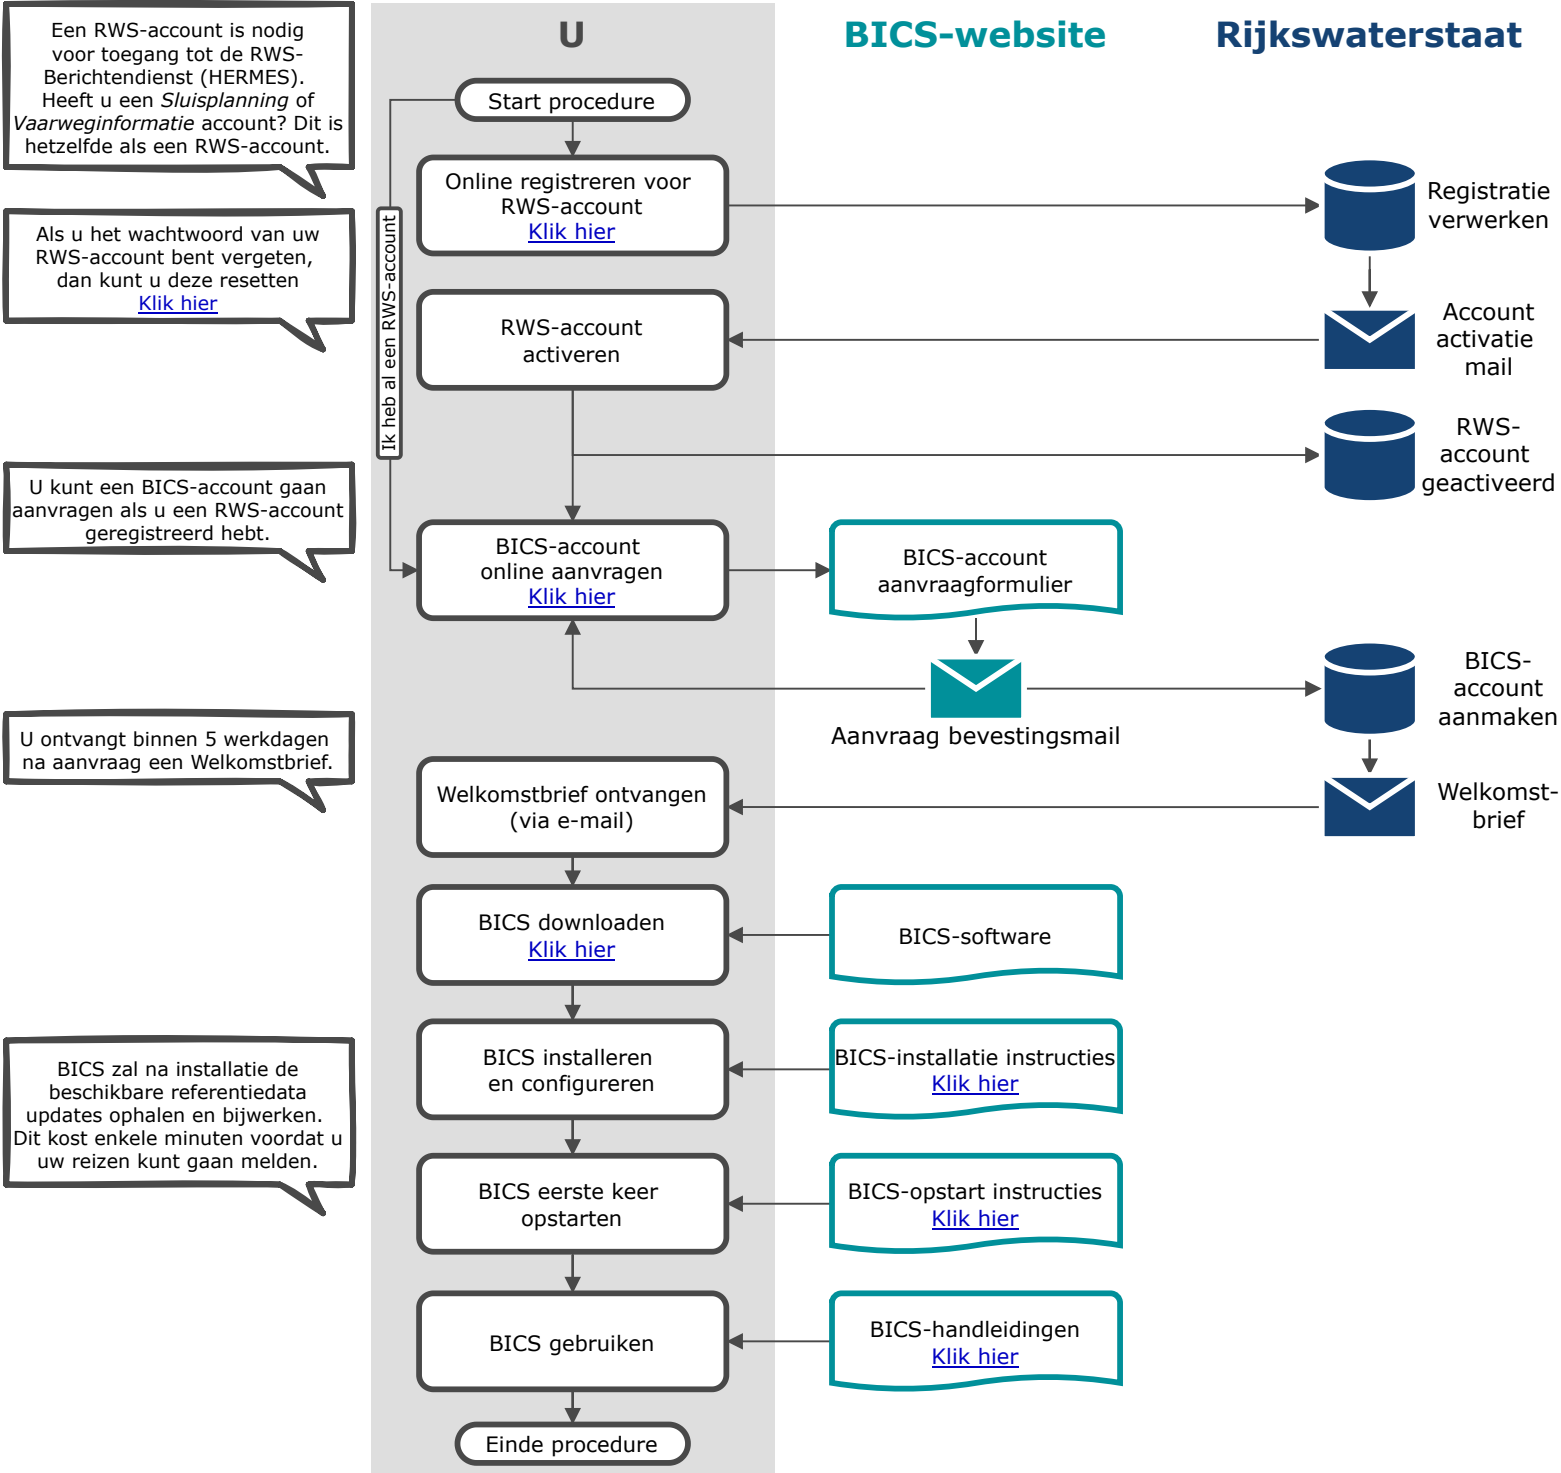 Een RWS-account is nodig
voor toegang tot de RWS-
Berichtendienst (HERMES).
Heeft u een Sluisplanning of
Vaarweginformatie account? Dit is
hetzelfde als een RWS-account.
Als u het wachtwoord van uw
RWS-account bent vergeten,
dan kunt u deze resetten
Klik hier
U kunt een BICS-account gaan
aanvragen als u een RWS-account
geregistreerd hebt.
U ontvangt binnen 5 werkdagen
na aanvraag een Welkomstbrief.
BICS zal na installatie de
beschikbare referentiedata
updates ophalen en bijwerken.
Dit kost enkele minuten voordat u
uw reizen kunt gaan melden.
U
Start procedure
Ik heb al een RWS-account
Online registreren voor
RWS-account
Klik hier
RWS-account
activeren
BICS-account
online aanvragen
Klik hier
Welkomstbrief ontvangen
(via e-mail)
BICS downloaden
Klik hier
BICS installeren
en configureren
BICS eerste keer
opstarten
BICS gebruiken
Einde procedure
BICS-website
BICS-account
aanvraagformulier
Aanvraag bevestingsmail
BICS-software
BICS-installatie instructies
Klik hier
BICS-opstart instructies
Klik hier
BICS-handleidingen
Klik hier
Rijkswaterstaat
Registratie
verwerken
Account
activatie
mail
RWS-
account
geactiveerd
BICS-
account
aanmaken
Welkomst-
brief